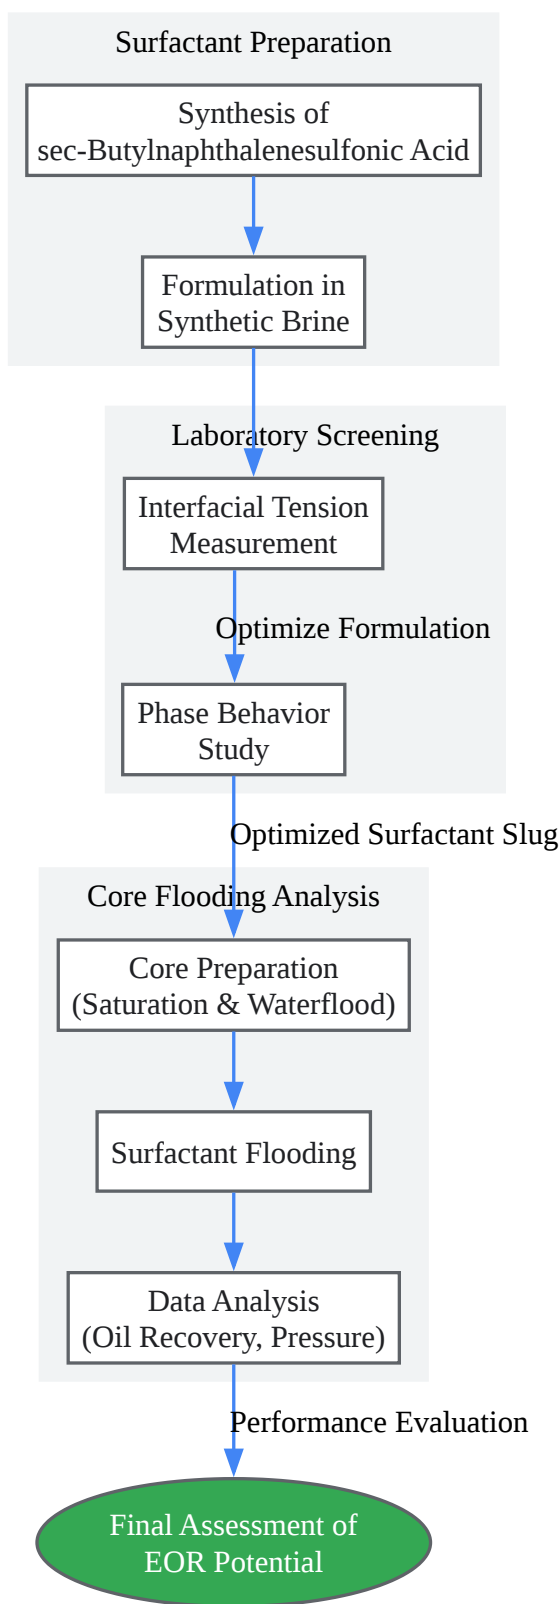 Surfactant Preparation
Synthesis of
sec-Butylnaphthalenesulfonic Acid
Formulation in
Synthetic Brine
Laboratory Screening
Interfacial Tension
Measurement
Optimize Formulation
Phase Behavior
Study
Optimized Surfactant Slug
Core Flooding Analysis
Core Preparation
(Saturation & Waterflood)
Surfactant Flooding
Data Analysis
(Oil Recovery, Pressure)
Performance Evaluation
Final Assessment of
EOR Potential